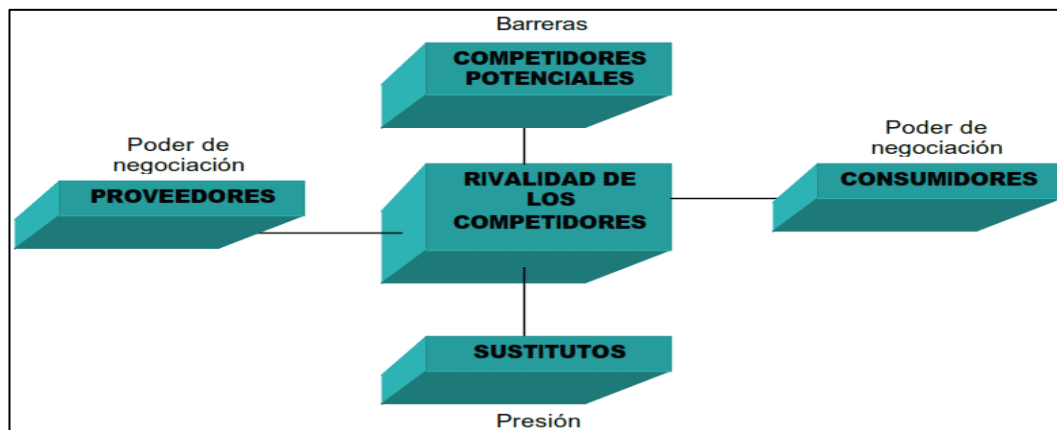 Barreras
COMPETIDORES
POTENCIALES
Poder de
negociación
PROVEEDORES
RIVALIDAD DE
LOS
COMPETIDORES
Poder de
negociación
CONSUMIDORES
SUSTITUTOS
Presión